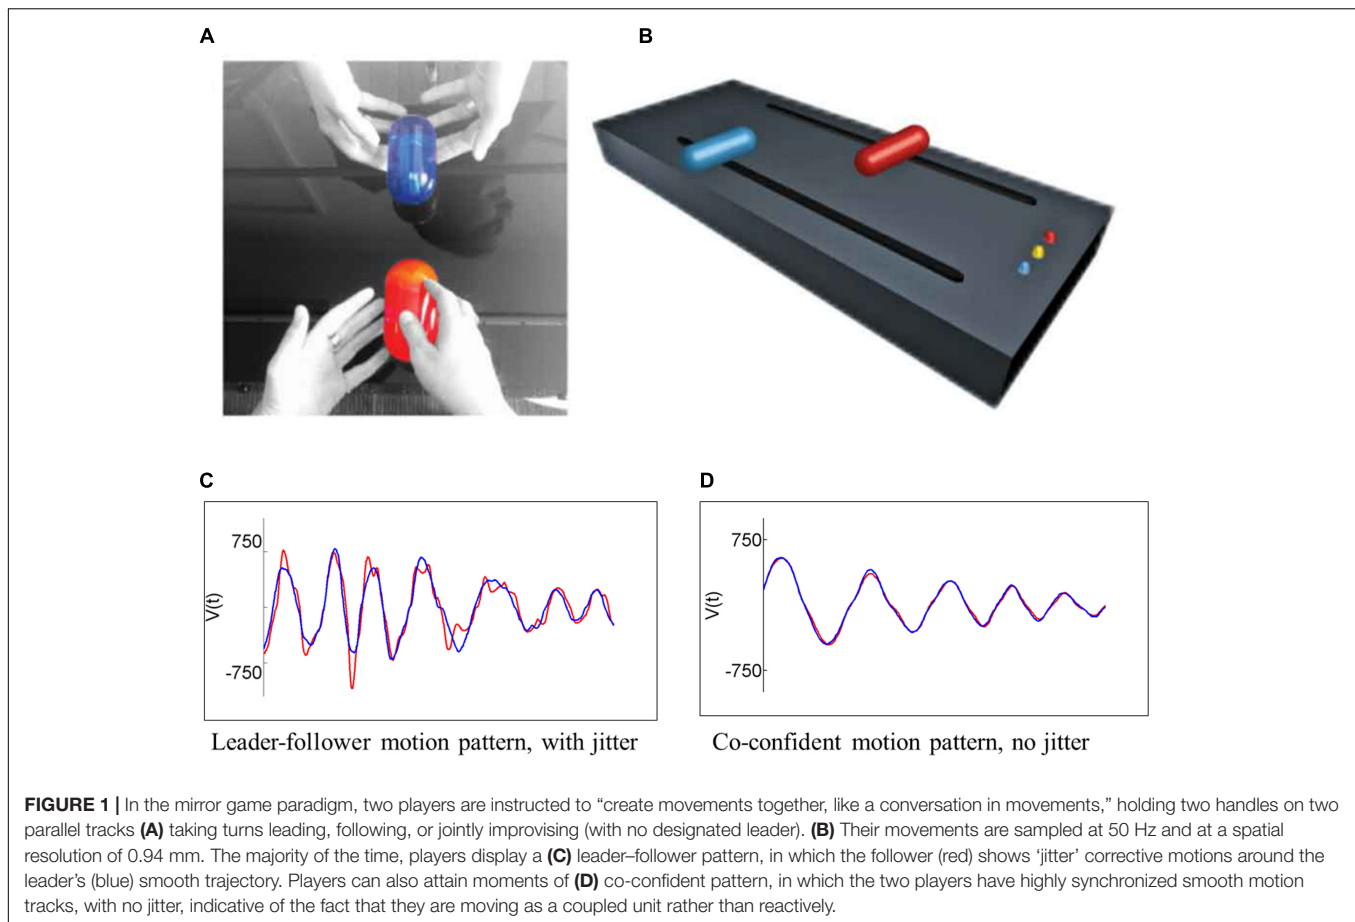 A
B
C
D
750
V(t)
-750
750
V(t)
-750
Leader-follower motion pattern, with jitter
Co-confident motion pattern, no jitter
FIGURE 1 | In the mirror game paradigm, two players are instructed to “create movements together, like a conversation in movements,” holding two handles on two
parallel tracks (A) taking turns leading, following, or jointly improvising (with no designated leader). (B) Their movements are sampled at 50 Hz and at a spatial
resolution of 0.94 mm. The majority of the time, players display a (C) leader–follower pattern, in which the follower (red) shows ‘jitter’ corrective motions around the
leader’s (blue) smooth trajectory. Players can also attain moments of (D) co-confident pattern, in which the two players have highly synchronized smooth motion
tracks, with no jitter, indicative of the fact that they are moving as a coupled unit rather than reactively.